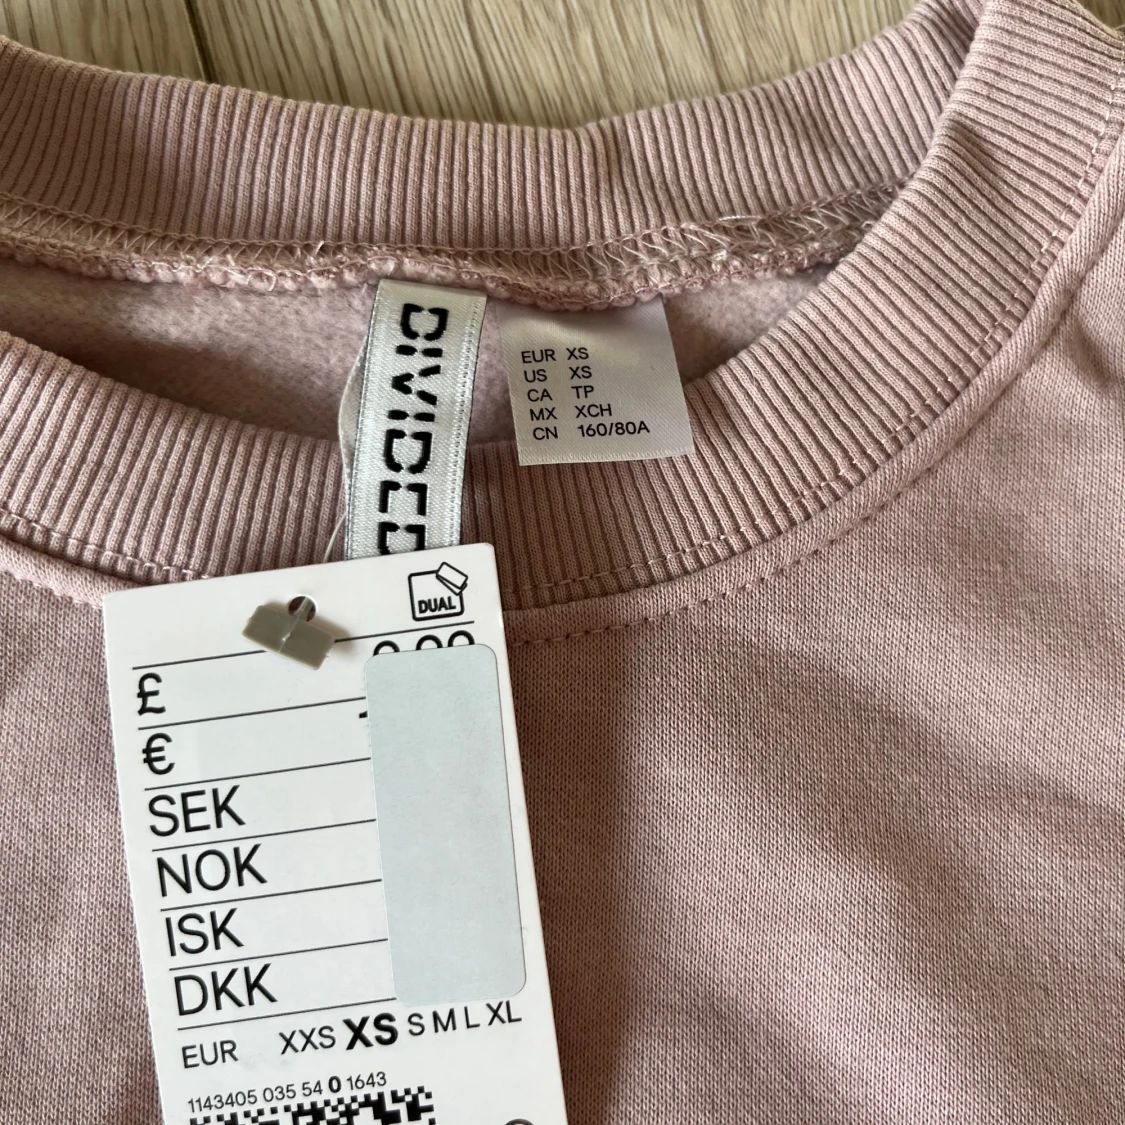 DIVIDED
EUR XS
US XS
CA TP
MX XCH
CN 160/80A
DUAL
£
€
SEK
NOK
ISK
DKK
EUR XXS XS S M L XL
1143405 035 54 0 1643